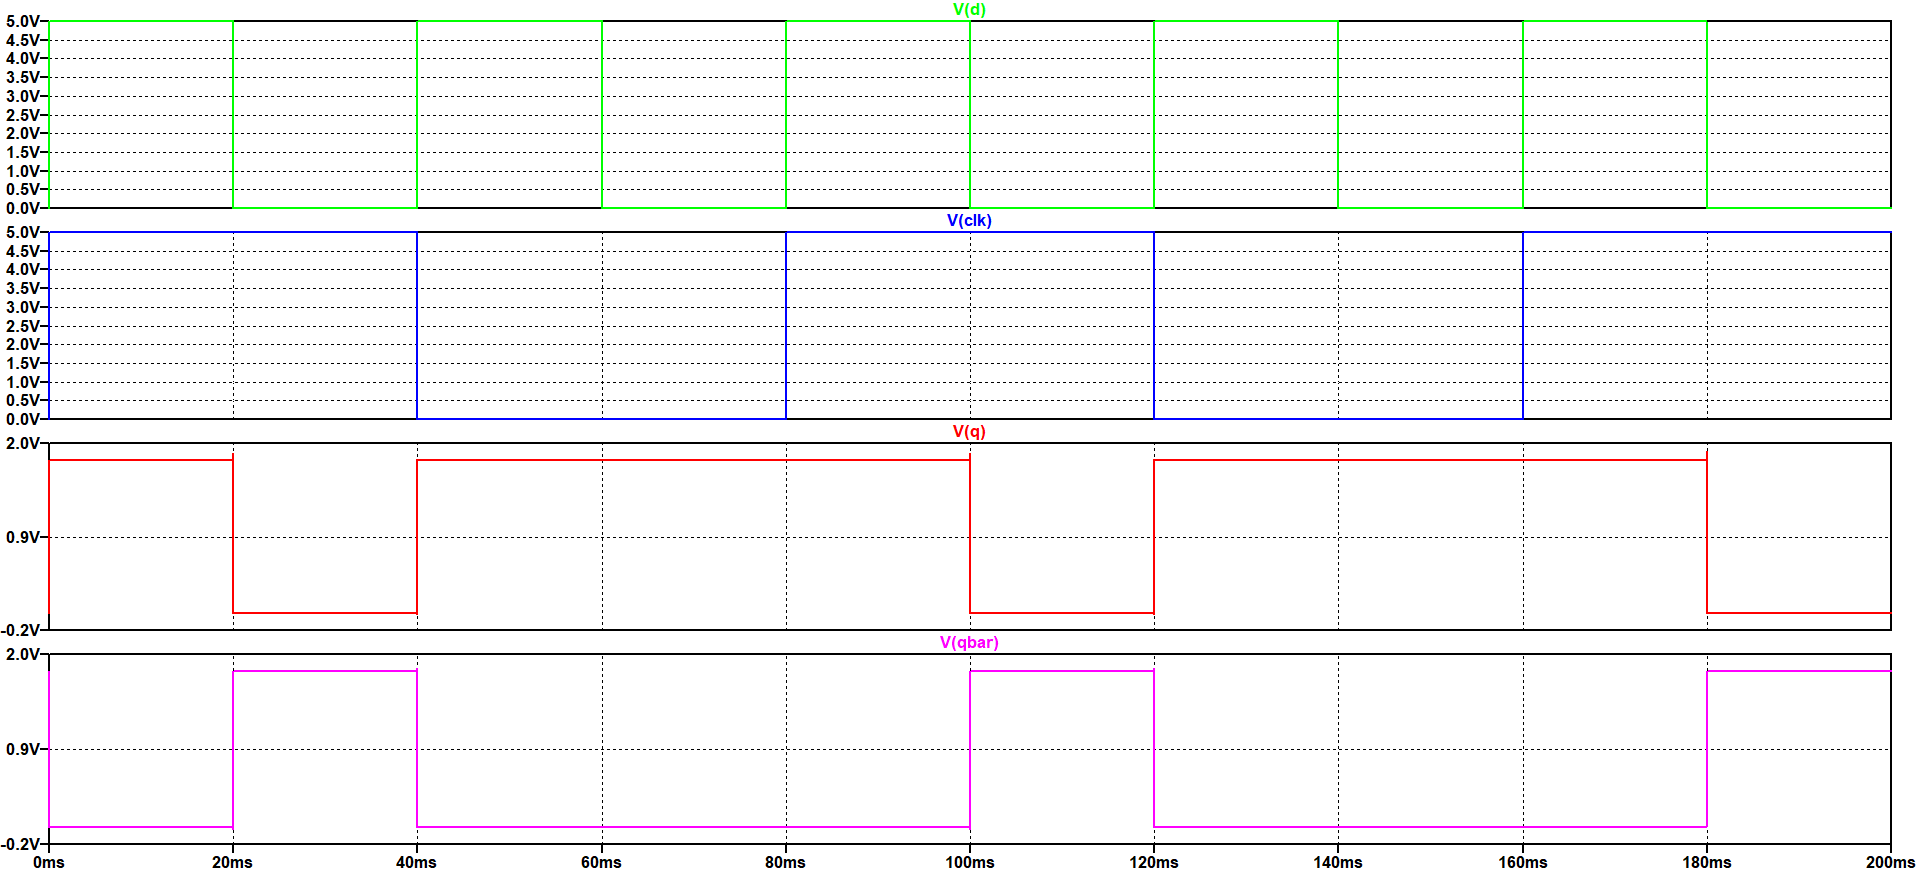 V(d)
5.0V
4.5V
4.0V
3.5V
3.0V
2.5V
2.0V
1.5V
1.0V
0.5V
0.0V
V(clk)
5.0V
4.5V
4.0V
3.5V
3.0V
2.5V
2.0V
1.5V
1.0V
0.5V
0.0V
V(q)
2.0V
0.9V
-0.2V
V(qbar)
2.0V
0.9V
-0.2V
0ms 20ms 40ms 60ms 80ms 100ms 120ms 140ms 160ms 180ms 200ms